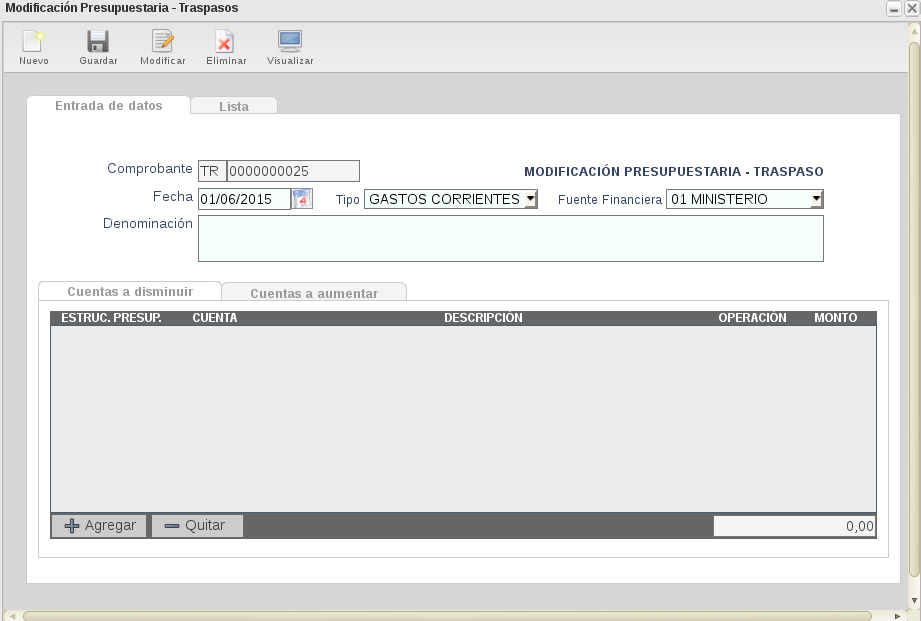 Modificación Presupuestaria - Traspasos
Nuevo Guardar Modificar Eliminar Visualizar
Entrada de datos Lista
Comprobante TR 0000000025 MODIFICACIÓN PRESUPUESTARIA - TRASPASO
Fecha 01/06/2015 Tipo GASTOS CORRIENTES Fuente Financiera 01 MINISTERIO
Denominación
Cuentas a disminuir Cuentas a aumentar
ESTRUC. PRESUP. CUENTA DESCRIPCIÓN OPERACIÓN MONTO
Agregar Quitar 0,00